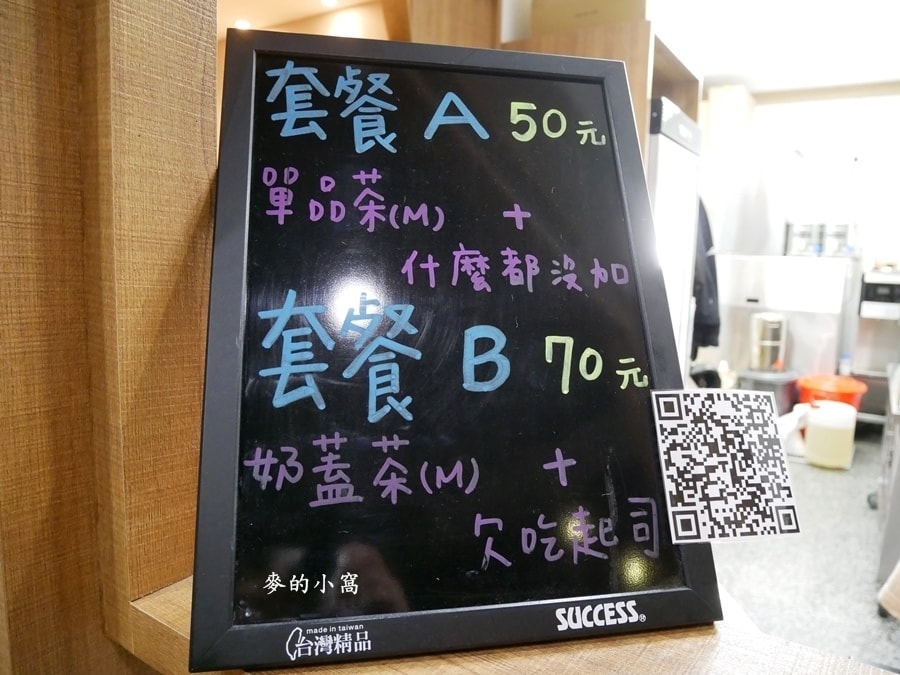 套餐 A 50元
單品茶(M) +
什麼都沒加
套餐 B 70元
奶蓋茶(M) +
欠吃起司
麥的小窩
made in taiwan
台灣精品
SUCCESS®